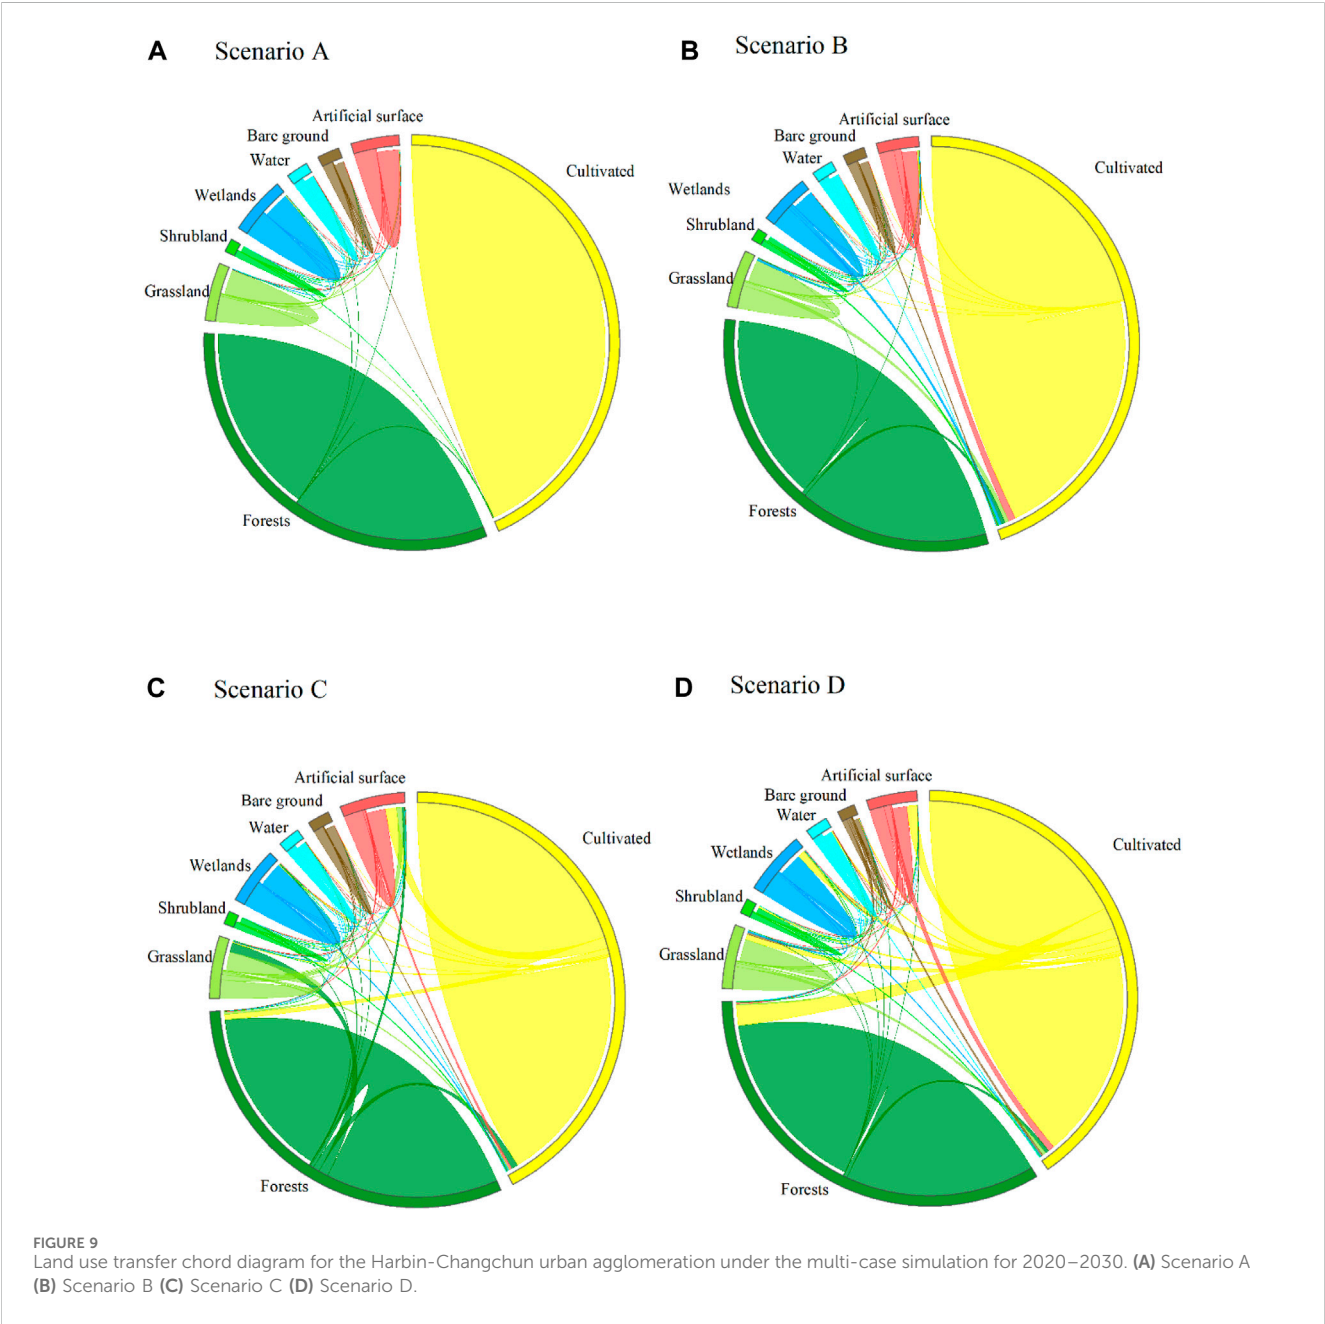 A Scenario A
Artificial surface
Bare ground
Water
Wetlands
Shrubland
Grassland
Forests
Cultivated
B Scenario B
Artificial surface
Bare ground
Water
Wetlands
Shrubland
Grassland
Forests
Cultivated
C Scenario C
Artificial surface
Bare ground
Water
Wetlands
Shrubland
Grassland
Forests
Cultivated
D Scenario D
Artificial surface
Bare ground
Water
Wetlands
Shrubland
Grassland
Forests
Cultivated
FIGURE 9
Land use transfer chord diagram for the Harbin-Changchun urban agglomeration under the multi-case simulation for 2020–2030. (A) Scenario A
(B) Scenario B (C) Scenario C (D) Scenario D.